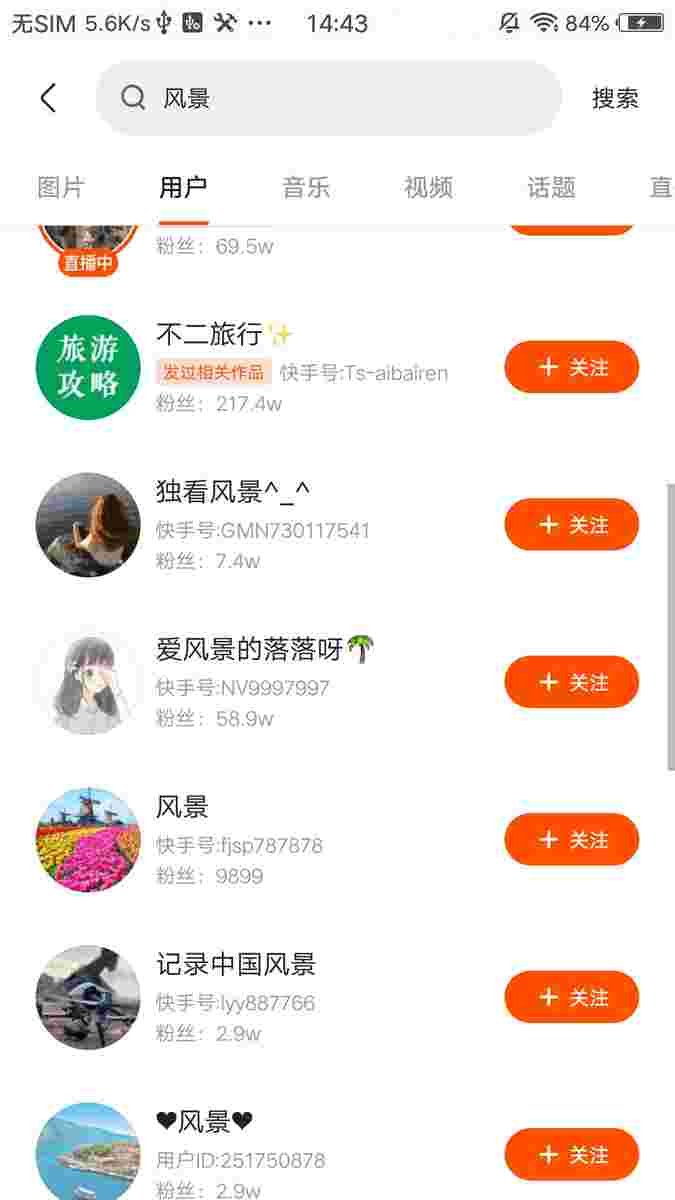 无SIM 5.6K/s ... 14:43 84%
风景 搜索
图片 用户 音乐 视频 话题 直
粉丝：69.5w
直播中
旅游
攻略
不二旅行✨
发过相关作品 快手号:Ts-aibairen
粉丝：217.4w
+ 关注
独看风景^_^
快手号:GMN730117541
粉丝：7.4w
+ 关注
爱风景的落落呀🌴
快手号:NV9997997
粉丝：58.9w
+ 关注
风景
快手号:fjsp787878
粉丝：9899
+ 关注
记录中国风景
快手号:lyy887766
粉丝：2.9w
+ 关注
❤风景❤
用户ID:251750878
粉丝：2.9w
+ 关注